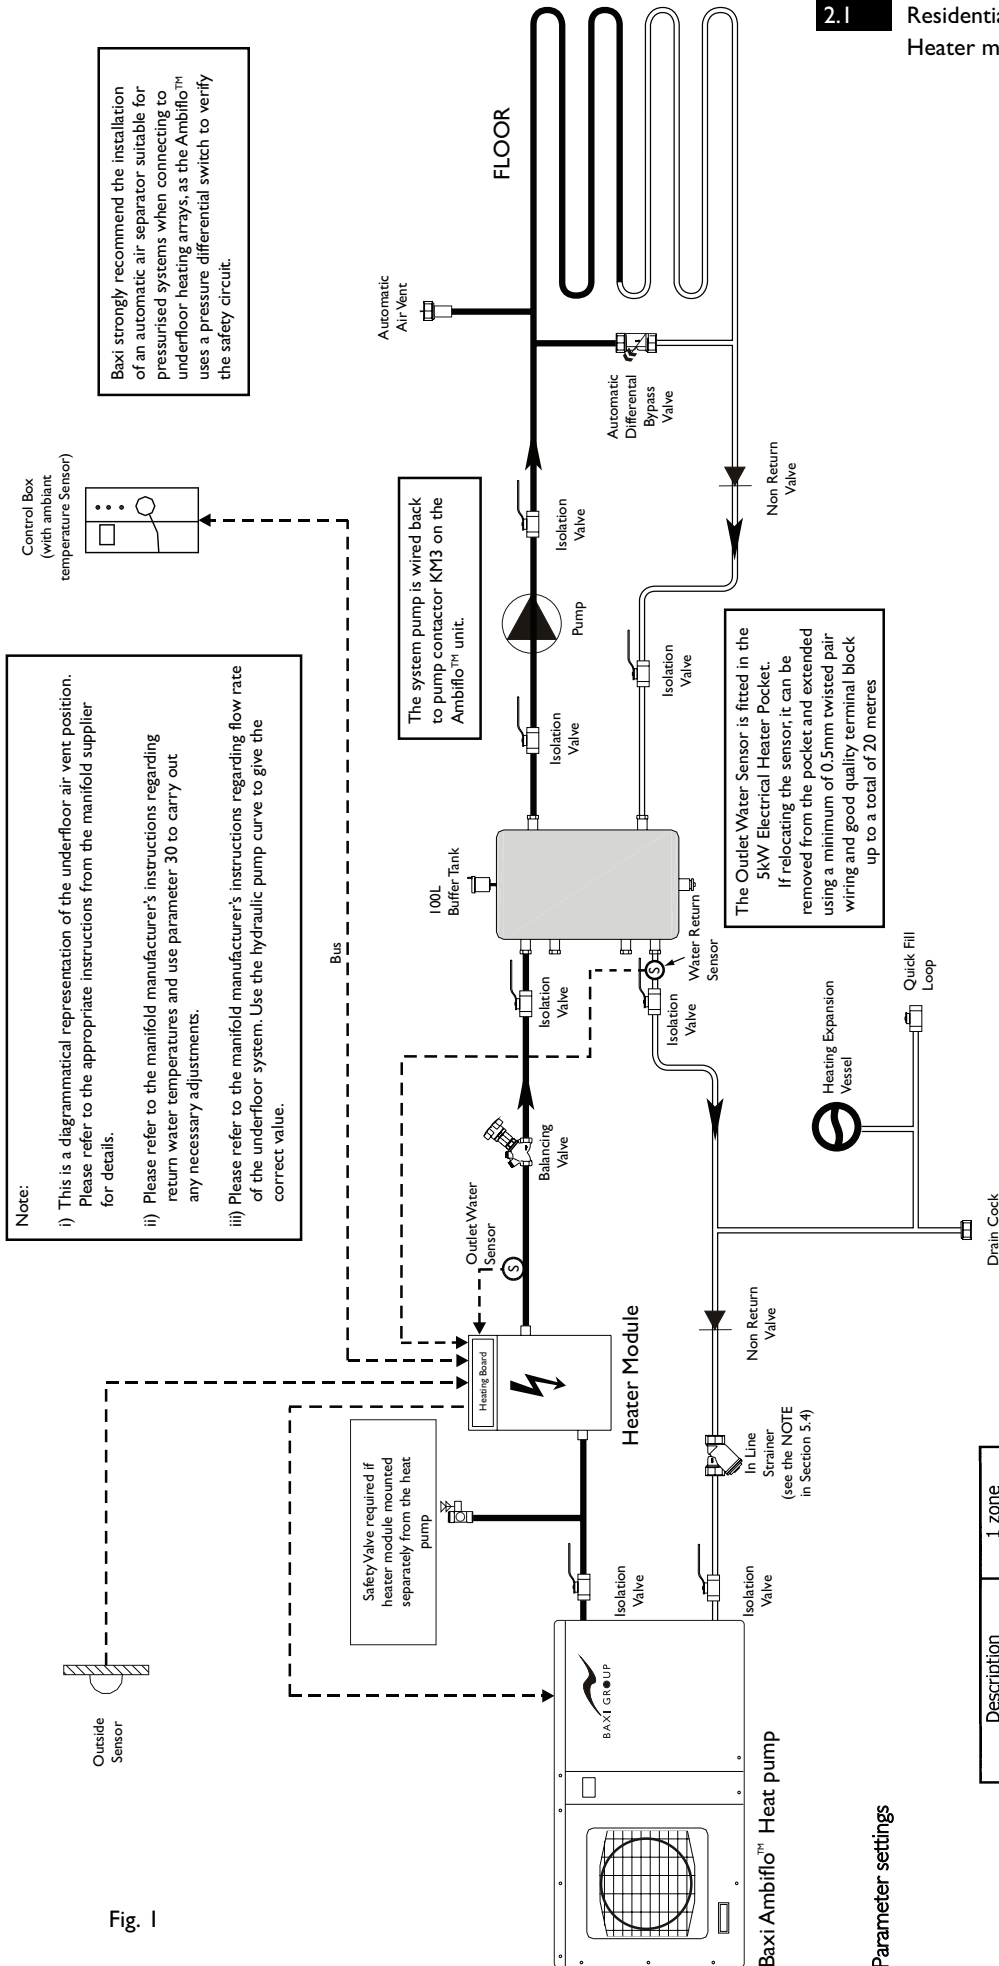 2.1
Residentia
Heater m
Fig. 1
Outside
Sensor
Note:
i) This is a diagrammatical representation of the underfloor air vent position.
Please refer to the appropriate instructions from the manifold supplier
for details.
ii) Please refer to the manifold manufacturer's instructions regarding
return water temperatures and use parameter 30 to carry out
any necessary adjustments.
iii) Please refer to the manifold manufacturer's instructions regarding flow rate
of the underfloor system. Use the hydraulic pump curve to give the
correct value.
Control Box
(with ambiant
temperature Sensor)
Baxi strongly recommend the installation
of an automatic air separator suitable for
pressurised systems when connecting to
underfloor heating arrays, as the Ambiflo™
uses a pressure differential switch to verify
the safety circuit.
Bus
Safety Valve required if
heater module mounted
separately from the heat
pump
The system pump is wired back
to pump contactor KM3 on the
Ambiflo™ unit.
Automatic
Air Vent
FLOOR
Heating Board
Outlet Water
Sensor
100L
Buffer Tank
Balancing
Valve
Isolation
Valve
Isolation
Valve
Pump
Isolation
Valve
Isolation
Valve
BAXI GROUP
Heater Module
Automatic
Differental
Bypass
Valve
Isolation
Valve
Water Return
Sensor
Isolation
Valve
Isolation
Valve
In Line
Strainer
(see the NOTE
in Section 5.4)
Non Return
Valve
Non Return
Valve
Baxi Ambiflo™ Heat pump
The Outlet Water Sensor is fitted in the
5kW Electrical Heater Pocket.
If relocating the sensor, it can be
removed from the pocket and extended
using a minimum of 0.5mm twisted pair
wiring and good quality terminal block
up to a total of 20 metres
Heating Expansion
Vessel
Quick Fill
Loop
Drain Cock
Parameter settings
Description
1 zone
S
S